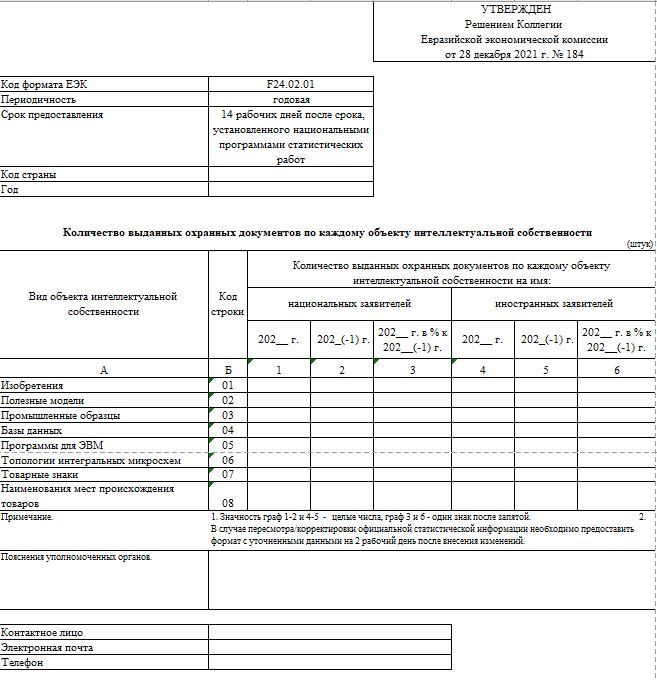 УТВЕРЖДЕН
Решением Коллегии
Евразийской экономической комиссии
от 28 декабря 2021 г. № 184
Код формата ЕЭК F24.02.01
Периодичность годовая
Срок предоставления 14 рабочих дней после срока,
установленного национальными
программами статистических
работ
Код страны
Год
Количество выданных охранных документов по каждому объекту интеллектуальной собственности
(штук)
Вид объекта интеллектуальной
собственности
Код
строки
Количество выданных охранных документов по каждому объекту
интеллектуальной собственности на имя:
национальных заявителей иностранных заявителей
202__ г. 202_(-1) г. 202__ г. в % к
202__(-1) г.
202__ г. 202_(-1) г. 202__ г. в % к
202__(-1) г.
А Б 1 2 3 4 5 6
Изобретения 01
Полезные модели 02
Промышленные образцы 03
Базы данных 04
Программы для ЭВМ 05
Топологии интегральных микросхем 06
Товарные знаки 07
Наименования мест происхождения
товаров 08
Примечание. 1. Значность граф 1-2 и 4-5 - целые числа, граф 3 и 6 - один знак после запятой. 2.
В случае пересмотра/корректировки официальной статистической информации необходимо предоставить
формат с уточненными данными на 2 рабочий день после внесения изменений.
Пояснения уполномоченных органов.
Контактное лицо
Электронная почта
Телефон